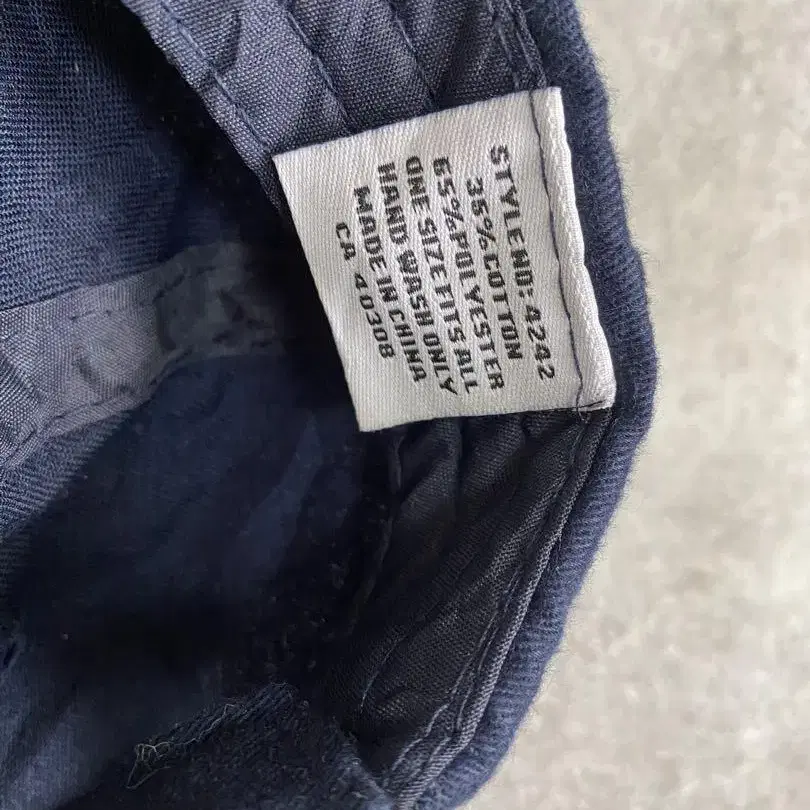 STYLE NO: 4242
35% COTTON
65% POLYESTER
ONE SIZE FITS ALL
HAND WASH ONLY
MADE IN CHINA
CA 40308